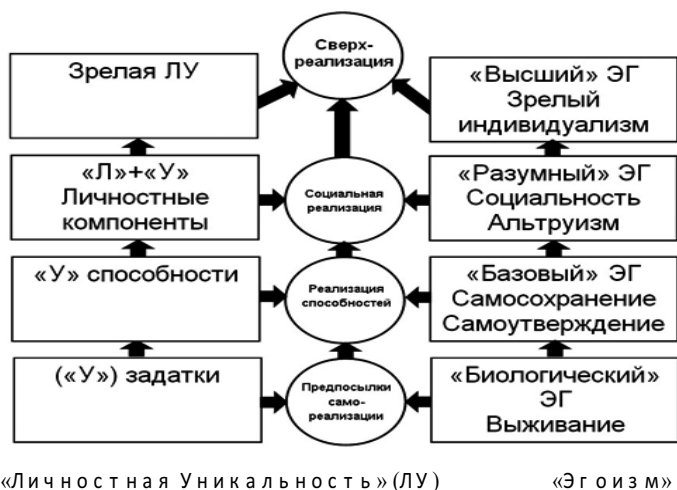 Сверх-
реализация
Зрелая ЛУ
«Высший» ЭГ
Зрелый
индивидуализм
«Л»+«У»
Личностные
компоненты
Социальная
реализация
«Разумный» ЭГ
Социальность
Альтруизм
«У» способности
Реализация
способностей
«Базовый» ЭГ
Самосохранение
Самоутверждение
(«У») задатки
Предпосылки
само-
реализации
«Биологический»
ЭГ
Выживание
«Личностная Уникальность» (ЛУ)
«Эгоизм»